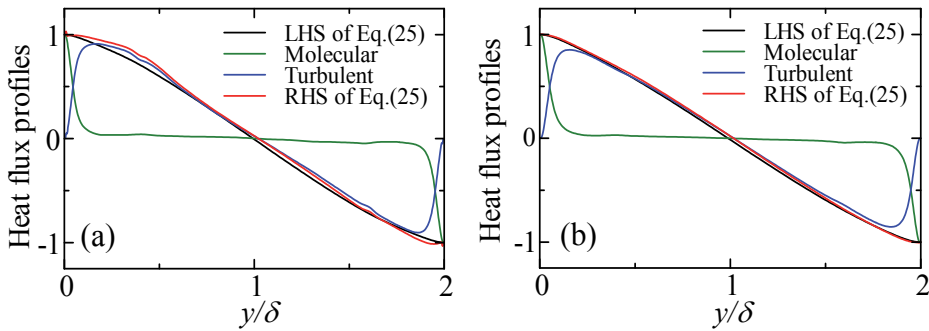 Heat flux profiles
1
0
-1
LHS of Eq.(25)
Molecular
Turbulent
RHS of Eq.(25)
(a)
0
1
2
y/δ
Heat flux profiles
1
0
-1
LHS of Eq.(25)
Molecular
Turbulent
RHS of Eq.(25)
(b)
0
1
2
y/δ